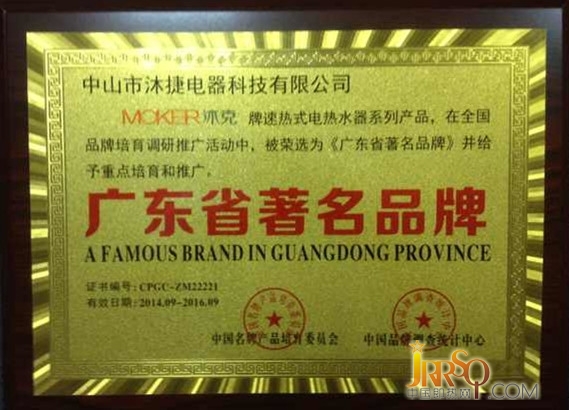 中山市沐捷电器科技有限公司
MOKER沐克 牌速热式电热水器系列产品，在全国
品牌培育调研推广活动中，被荣选为《广东省著名品牌》并给
予重点培育和推广。
广东省著名品牌
A FAMOUS BRAND IN GUANGDONG PROVINCE
证书编号：CPGC-ZM22221
有效日期：2014.09-2016.09
中国名牌产品培育委员会 中国品牌调查统计中心
JRRSQ.COM
中国即热网